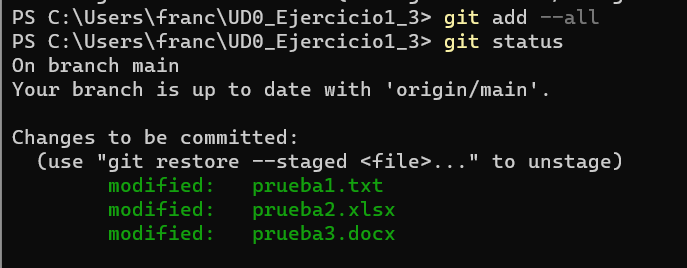 PS C:\Users\franc\UD0_Ejercicio1_3> git add --all
PS C:\Users\franc\UD0_Ejercicio1_3> git status
On branch main
Your branch is up to date with 'origin/main'.
Changes to be committed:
(use "git restore --staged <file>..." to unstage)
modified: prueba1.txt
modified: prueba2.xlsx
modified: prueba3.docx